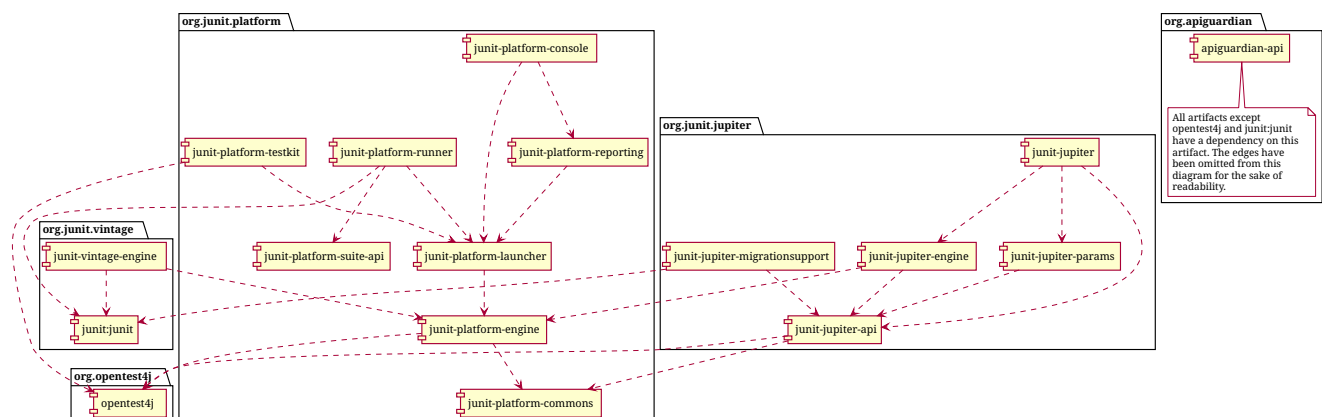 org.junit.platform
org.apiguardian
junit-platform-console
apiguardian-api
All artifacts except
opentest4j and junit:junit
have a dependency on this
artifact. The edges have
been omitted from this
diagram for the sake of
readability.
org.junit.jupiter
junit-platform-testkit
junit-platform-runner
junit-platform-reporting
junit-jupiter
org.junit.vintage
junit-vintage-engine
junit-platform-suite-api
junit-platform-launcher
junit-jupiter-migrationsupport
junit-jupiter-engine
junit-jupiter-params
junit:junit
junit-platform-engine
junit-jupiter-api
org.opentest4j
opentest4j
junit-platform-commons